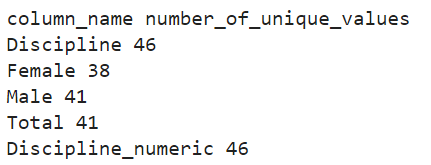 column_name number_of_unique_values
Discipline 46
Female 38
Male 41
Total 41
Discipline_numeric 46